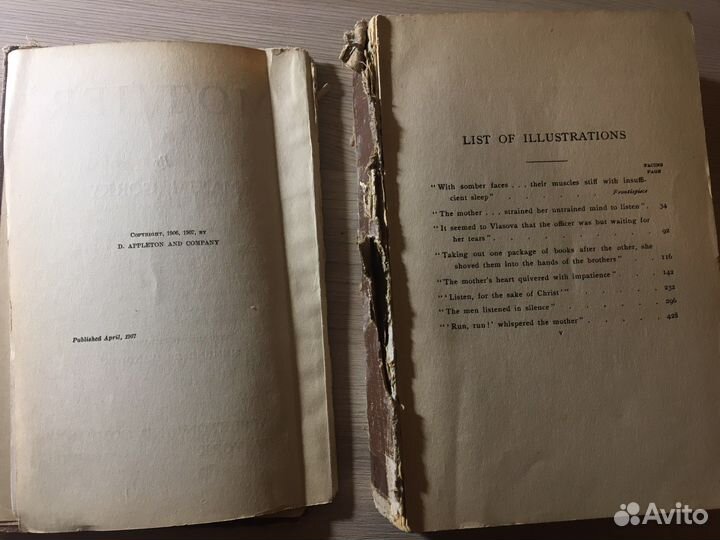 COPYRIGHT, 1906, 1907, BY
D. APPLETON AND COMPANY
Published April, 1907
LIST OF ILLUSTRATIONS
FACING
PAGE
"With somber faces . . . their muscles stiff with insuffi-
cient sleep" . . . . . . Frontispiece
"The mother . . . strained her untrained mind to listen" . 34
"It seemed to Vlasova that the officer was but waiting for
her tears" . . . . . . . . 92
"Taking out one package of books after the other, she
shoved them into the hands of the brothers" . . . 116
"The mother's heart quivered with impatience" . . . 142
"'Listen, for the sake of Christ'" . . . . . 232
"The men listened in silence" . . . . . . 296
"'Run, run!' whispered the mother" . . . . . 428
v
Avito